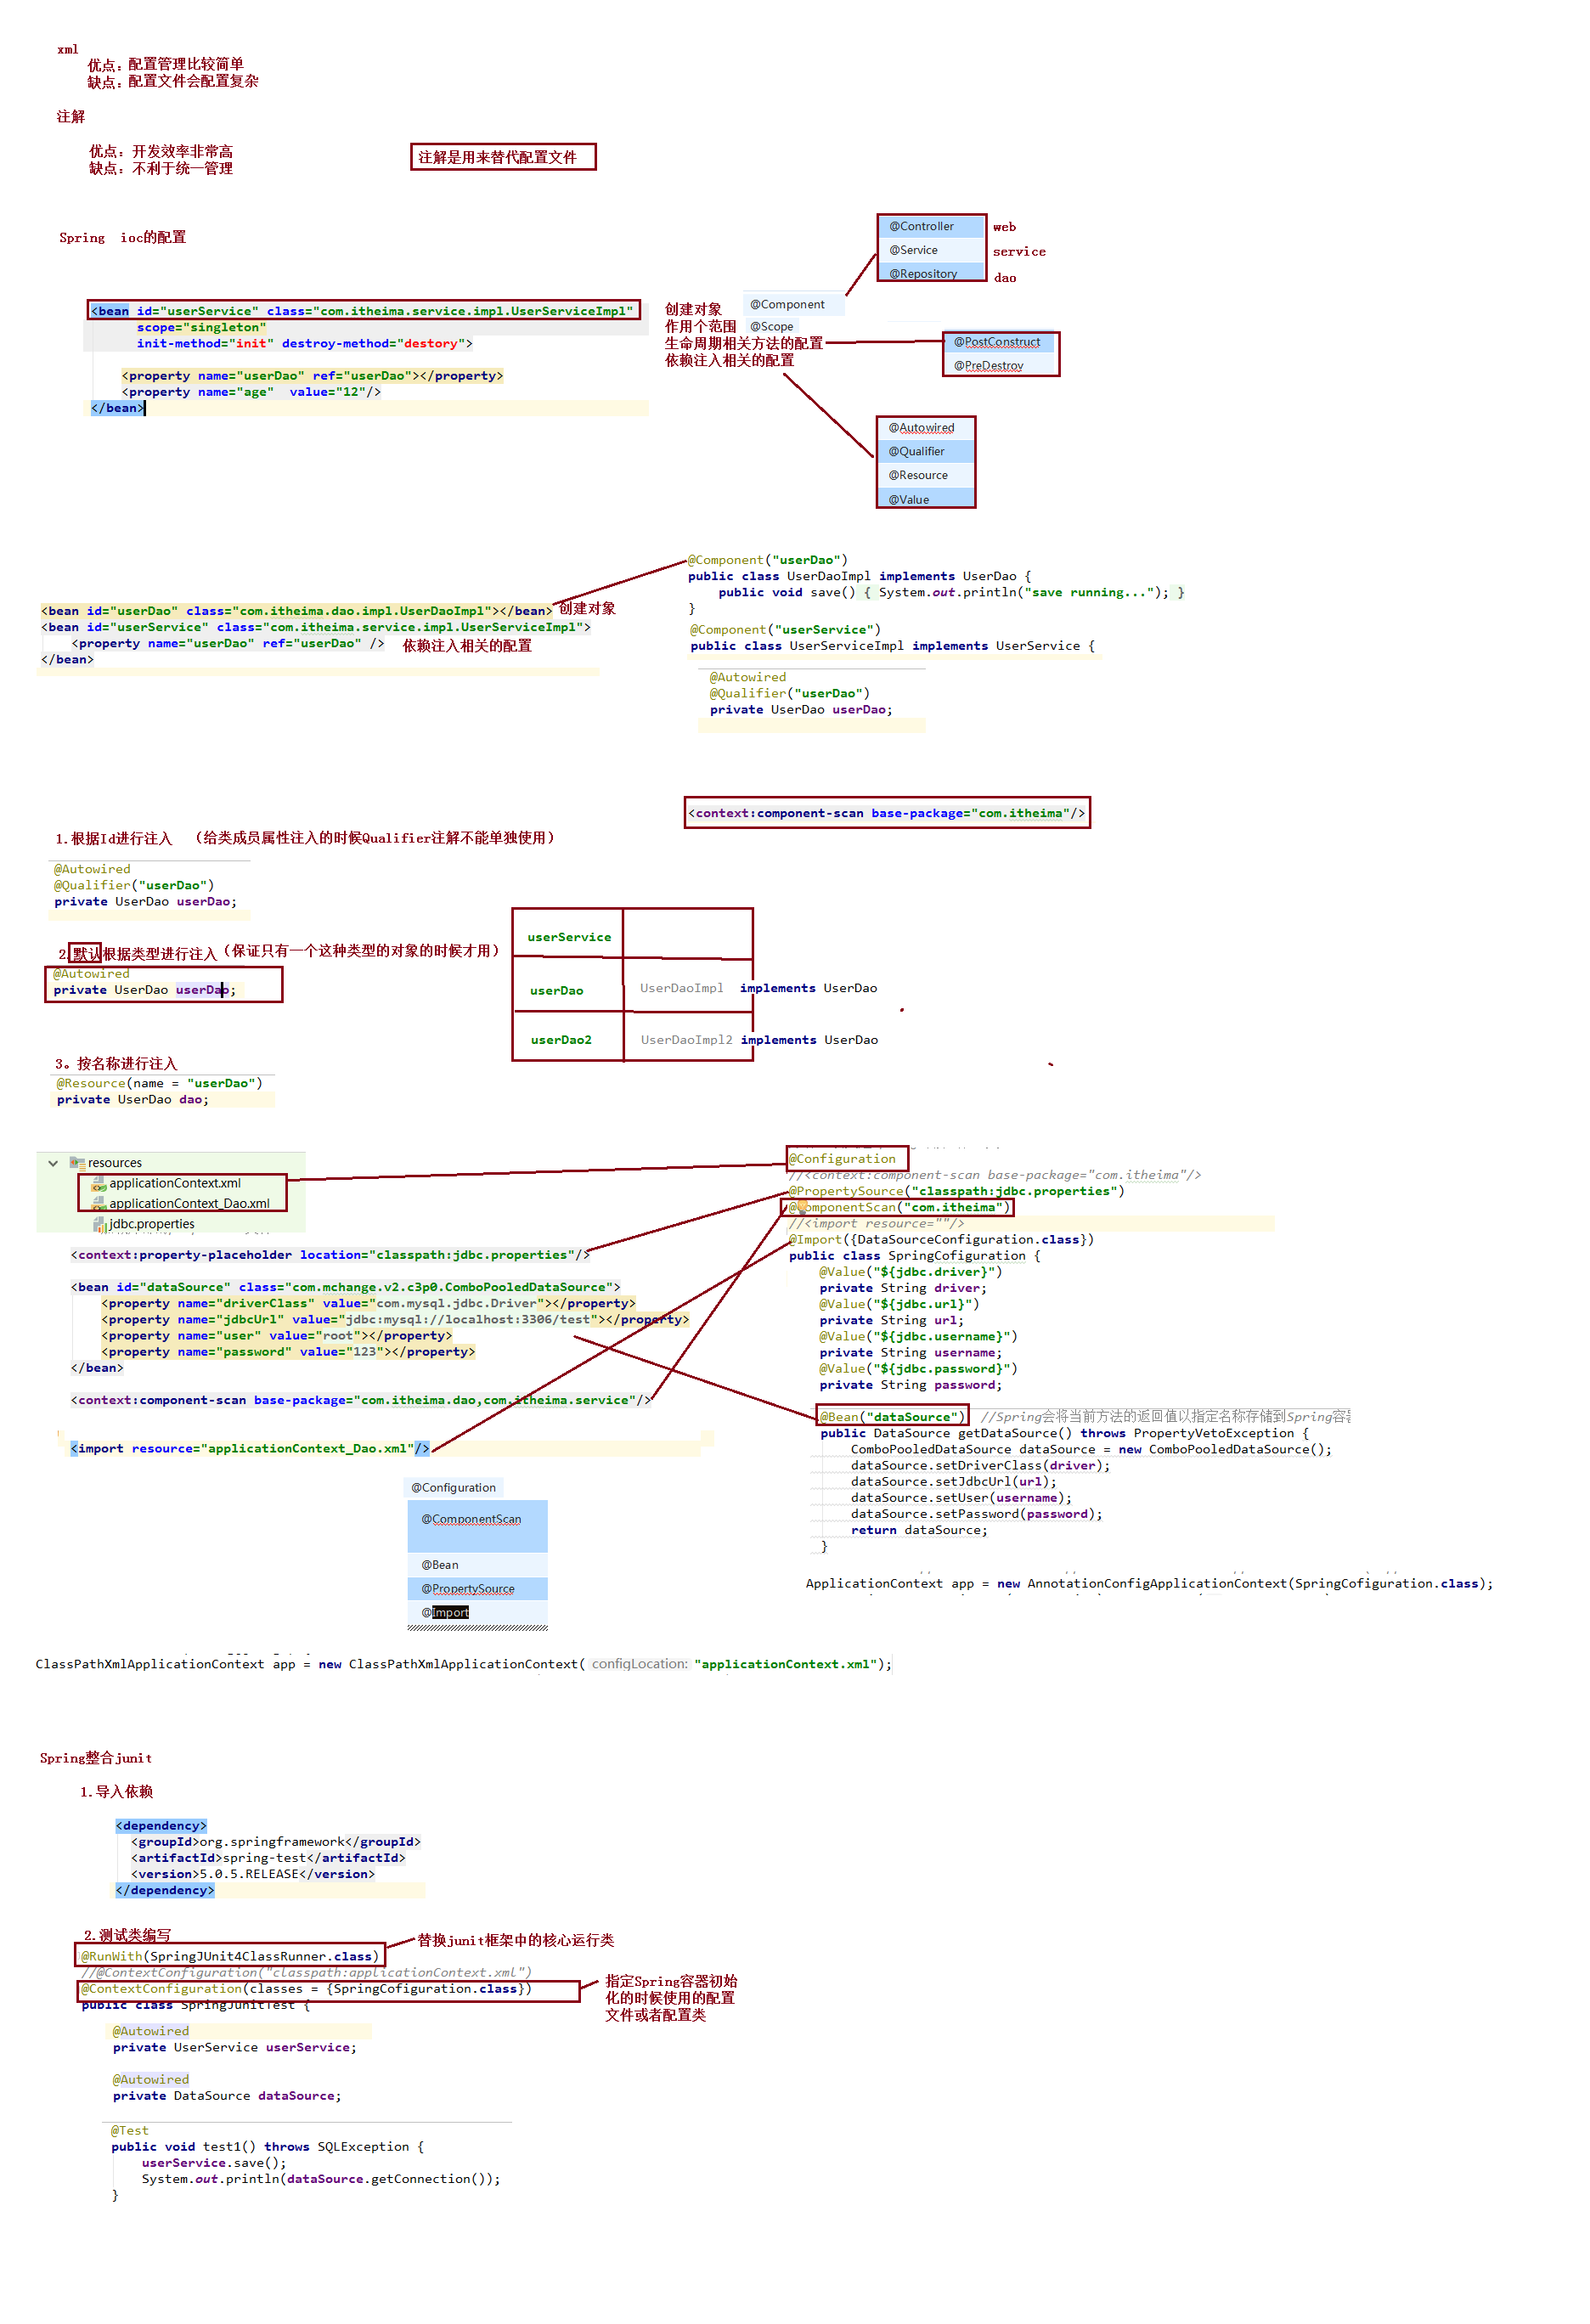 xml
优点：配置管理比较简单
缺点：配置文件会配置复杂
注解
优点：开发效率非常高
缺点：不利于统一管理
注解是用来替代配置文件
Spring  ioc的配置
@Controller web
@Service service
@Repository dao
<bean id="userService" class="com.itheima.service.impl.UserServiceImpl"
scope="singleton"
init-method="init" destroy-method="destory">
<property name="userDao" ref="userDao"></property>
<property name="age"  value="12"/>
</bean>
创建对象 @Component
作用个范围 @Scope
生命周期相关方法的配置
依赖注入相关的配置
@PostConstruct
@PreDestroy
@Autowired
@Qualifier
@Resource
@Value
<bean id="userDao" class="com.itheima.dao.impl.UserDaoImpl"></bean> 创建对象
<bean id="userService" class="com.itheima.service.impl.UserServiceImpl">
<property name="userDao" ref="userDao" /> 依赖注入相关的配置
</bean>
@Component("userDao")
public class UserDaoImpl implements UserDao {
public void save() { System.out.println("save running..."); }
}
@Component("userService")
public class UserServiceImpl implements UserService {
@Autowired
@Qualifier("userDao")
private UserDao userDao;
<context:component-scan base-package="com.itheima"/>
1.根据Id进行注入 （给类成员属性注入的时候Qualifier注解不能单独使用）
@Autowired
@Qualifier("userDao")
private UserDao userDao;
2.默认根据类型进行注入（保证只有一个这种类型的对象的时候才用）
@Autowired
private UserDao userDao;
userService
userDao UserDaoImpl implements UserDao
userDao2 UserDaoImpl2 implements UserDao
3。按名称进行注入
@Resource(name = "userDao")
private UserDao dao;
resources
applicationContext.xml
applicationContext_Dao.xml
jdbc.properties
<context:property-placeholder location="classpath:jdbc.properties"/>
<bean id="dataSource" class="com.mchange.v2.c3p0.ComboPooledDataSource">
<property name="driverClass" value="com.mysql.jdbc.Driver"></property>
<property name="jdbcUrl" value="jdbc:mysql://localhost:3306/test"></property>
<property name="user" value="root"></property>
<property name="password" value="123"></property>
</bean>
<context:component-scan base-package="com.itheima.dao,com.itheima.service"/>
<import resource="applicationContext_Dao.xml"/>
@Configuration
//<context:component-scan base-package="com.itheima"/>
@PropertySource("classpath:jdbc.properties")
@ComponentScan("com.itheima")
//<import resource=""/>
@Import({DataSourceConfiguration.class})
public class SpringCofiguration {
@Value("${jdbc.driver}")
private String driver;
@Value("${jdbc.url}")
private String url;
@Value("${jdbc.username}")
private String username;
@Value("${jdbc.password}")
private String password;
@Bean("dataSource")  //Spring会将当前方法的返回值以指定名称存储到Spring容
public DataSource getDataSource() throws PropertyVetoException {
ComboPooledDataSource dataSource = new ComboPooledDataSource();
dataSource.setDriverClass(driver);
dataSource.setJdbcUrl(url);
dataSource.setUser(username);
dataSource.setPassword(password);
return dataSource;
}
@Configuration
@ComponentScan
@Bean
@PropertySource
@Import
ApplicationContext app = new AnnotationConfigApplicationContext(SpringCofiguration.class);
ClassPathXmlApplicationContext app = new ClassPathXmlApplicationContext( configLocation: "applicationContext.xml");
Spring整合junit
1.导入依赖
<dependency>
<groupId>org.springframework</groupId>
<artifactId>spring-test</artifactId>
<version>5.0.5.RELEASE</version>
</dependency>
2.测试类编写
@RunWith(SpringJUnit4ClassRunner.class) 替换junit框架中的核心运行类
//@ContextConfiguration("classpath:applicationContext.xml")
@ContextConfiguration(classes = {SpringCofiguration.class})
public class SpringJunitTest {
指定Spring容器初始
化的时候使用的配置
文件或者配置类
@Autowired
private UserService userService;
@Autowired
private DataSource dataSource;
@Test
public void test1() throws SQLException {
userService.save();
System.out.println(dataSource.getConnection());
}